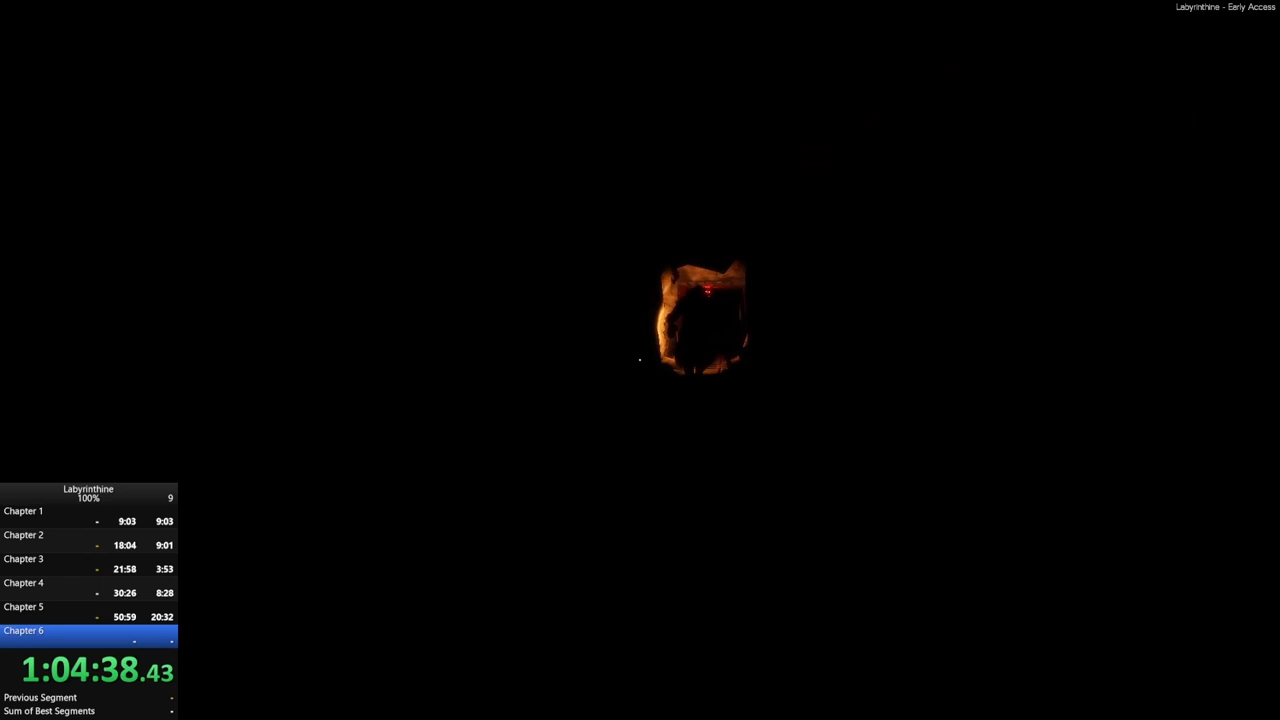 Labyrinthine - Early Access
Labyrinthine
100% 9
Chapter 1
- 9:03 9:03
Chapter 2
- 18:04 9:01
Chapter 3
- 21:58 3:53
Chapter 4
- 30:26 8:28
Chapter 5
- 50:59 20:32
Chapter 6
- -
1:04:38.43
Previous Segment -
Sum of Best Segments -